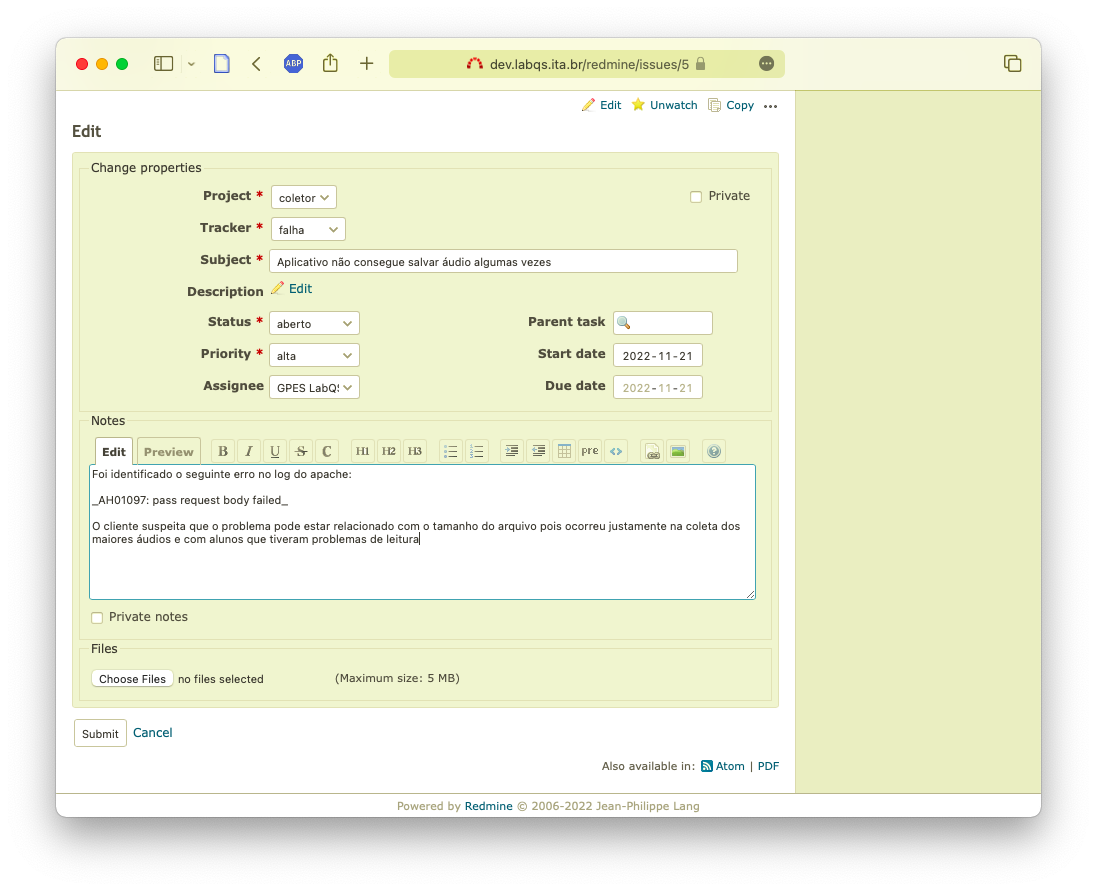 ABP
dev.labqs.ita.br/redmine/issues/5
Edit Unwatch Copy
Edit
Change properties
Project * coletor Private
Tracker * falha
Subject * Aplicativo não consegue salvar áudio algumas vezes
Description Edit
Status * aberto Parent task
Priority * alta Start date 2022-11-21
Assignee GPES LabQS Due date 2022-11-21
Notes
Edit Preview B I U S C H1 H2 H3 pre
Foi identificado o seguinte erro no log do apache:
_AH01097: pass request body failed_
O cliente suspeita que o problema pode estar relacionado com o tamanho do arquivo pois ocorreu justamente na coleta dos
maiores áudios e com alunos que tiveram problemas de leitura
Private notes
Files
Choose Files no files selected (Maximum size: 5 MB)
Submit Cancel
Also available in: Atom | PDF
Powered by Redmine © 2006-2022 Jean-Philippe Lang